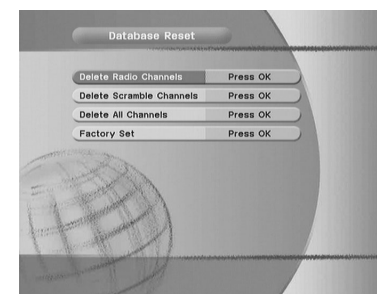 Database Reset
Delete Radio Channels Press OK
Delete Scramble Channels Press OK
Delete All Channels Press OK
Factory Set Press OK